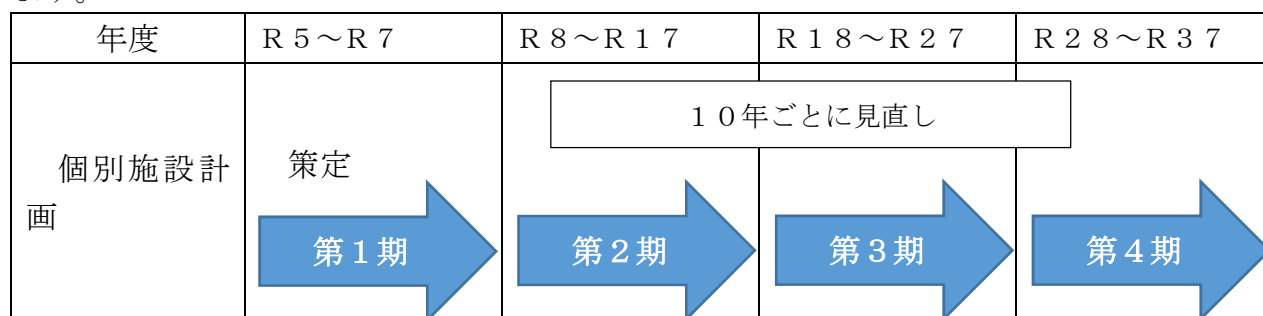 年度
Ｒ５～Ｒ７
Ｒ８～Ｒ１７
Ｒ１８～Ｒ２７
Ｒ２８～Ｒ３７
個別施設計
画
策定
１０年ごとに見直し
第１期
第２期
第３期
第４期